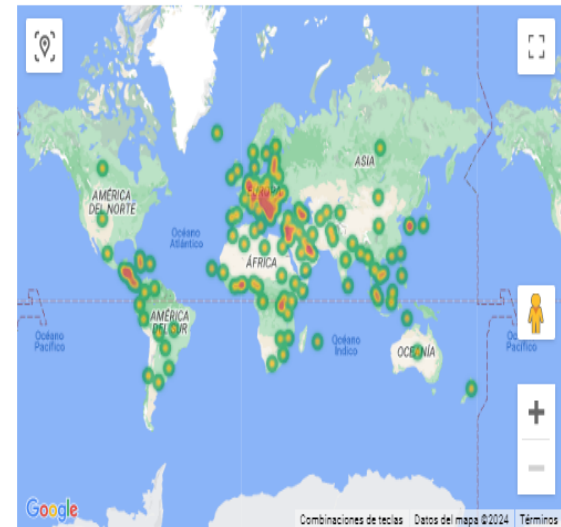 ASIA
AMÉRICA
DEL NORTE
Océano
Atlántico
ÁFRICA
AMÉRICA
DEL SUR
Océano
Pacífico
Océano
Índico
OCEANÍA
Océano
Pacífico
Google
Combinaciones de teclas
Datos del mapa ©2024
Términos